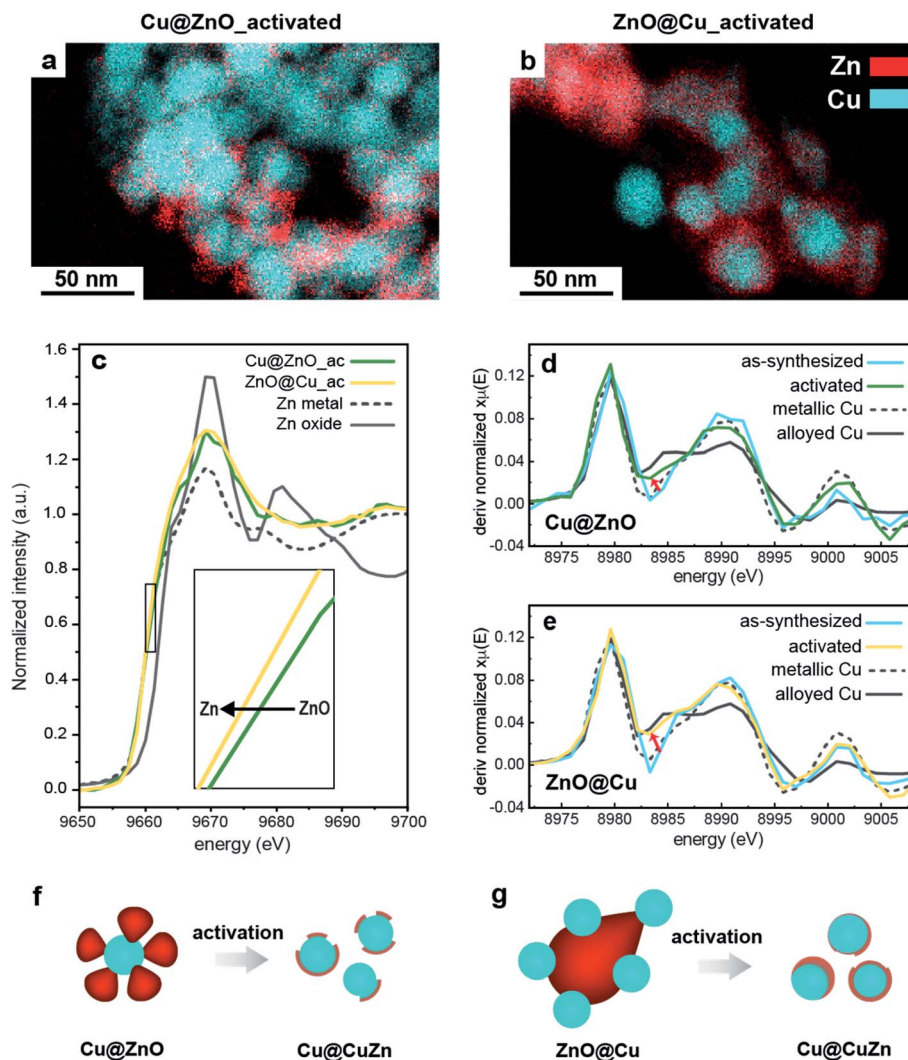 Cu@ZnO_activated
ZnO@Cu_activated
a
50 nm
b
Zn
Cu
50 nm
c
Cu@ZnO_ac
ZnO@Cu_ac
Zn metal
Zn oxide
Normalized intensity (a.u.)
1.6
1.4
1.2
1.0
0.8
0.6
0.4
0.2
0.0
Zn
ZnO
9650
9660
9670
9680
9690
9700
energy (eV)
d
as-synthesized
activated
metallic Cu
alloyed Cu
deriv normalized xμ(E)
0.12
0.08
0.04
0.00
-0.04
Cu@ZnO
8975
8980
8985
8990
8995
9000
9005
energy (eV)
e
as-synthesized
activated
metallic Cu
alloyed Cu
deriv normalized xμ(E)
0.12
0.08
0.04
0.00
-0.04
ZnO@Cu
8975
8980
8985
8990
8995
9000
9005
energy (eV)
f
activation
Cu@ZnO
Cu@CuZn
g
activation
ZnO@Cu
Cu@CuZn